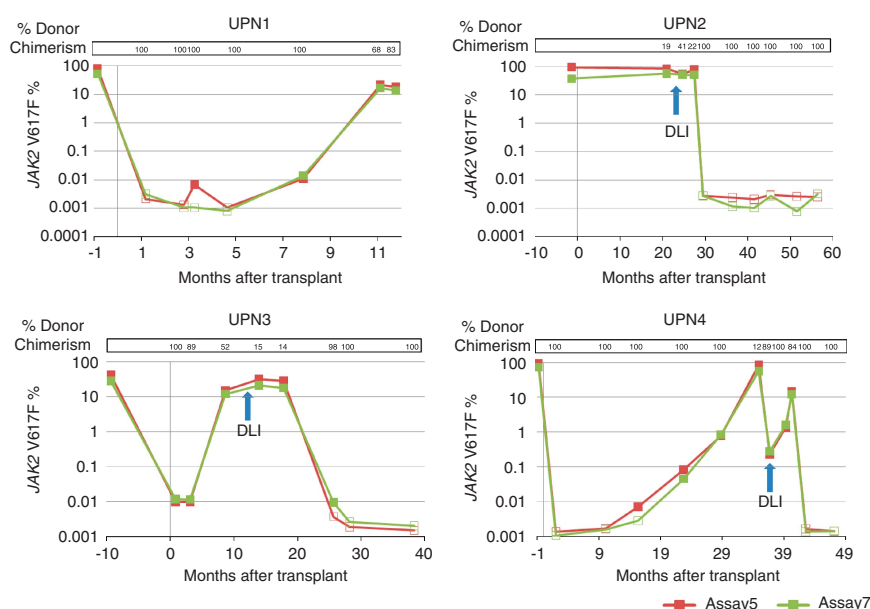 UPN1
% Donor
Chimerism
100 100 100 100 100 68 83
100
10
1
0.1
0.01
0.001
0.0001
JAK2 V617F %
-1 1 3 5 7 9 11
Months after transplant
UPN2
% Donor
Chimerism
19 41 22 100 100 100 100 100 100
100
10
1
0.1
0.01
0.001
0.0001
JAK2 V617F %
DLI
-10 0 10 20 30 40 50 60
Months after transplant
UPN3
% Donor
Chimerism
100 89 52 15 14 98 100 100
100
10
1
0.1
0.01
0.001
JAK2 V617F %
DLI
-10 0 10 20 30 40
Months after transplant
UPN4
% Donor
Chimerism
100 100 100 100 100 12 89 100 84 100 100
100
10
1
0.1
0.01
0.001
JAK2 V617F %
DLI
-1 9 19 29 39 49
Months after transplant
Assay5 Assay7